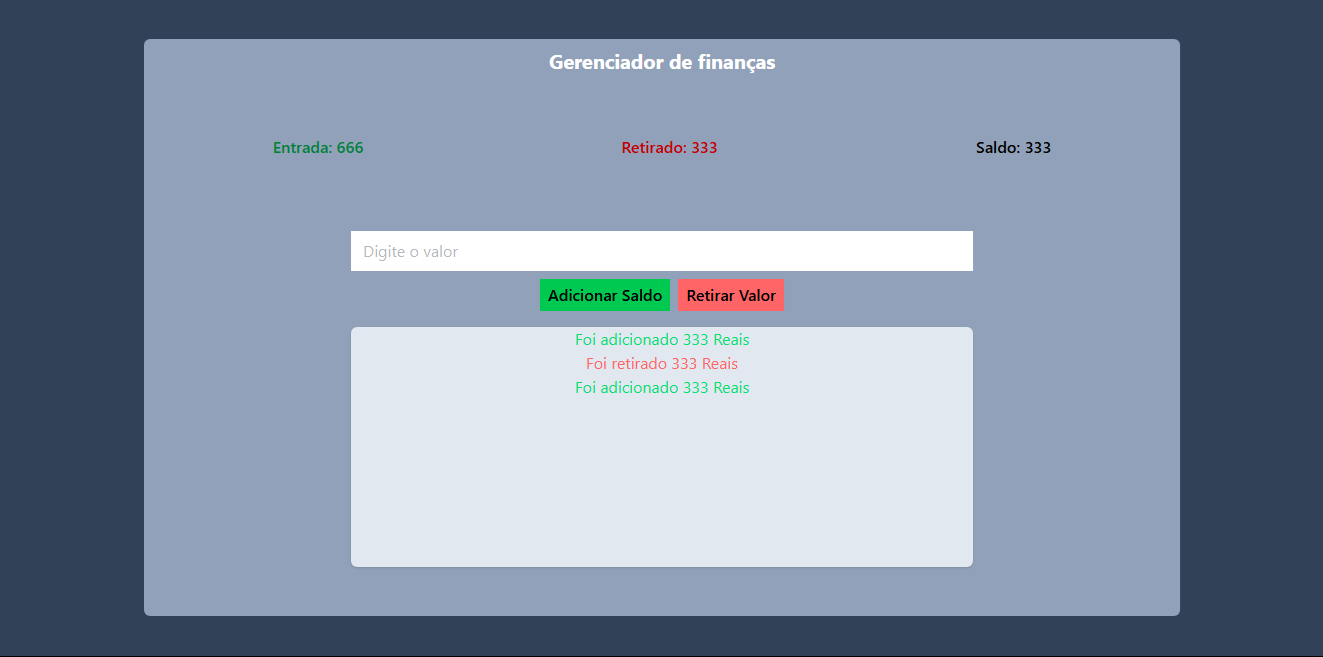 Gerenciador de finanças
Entrada: 666 Retirado: 333 Saldo: 333
Digite o valor
Adicionar Saldo Retirar Valor
Foi adicionado 333 Reais
Foi retirado 333 Reais
Foi adicionado 333 Reais